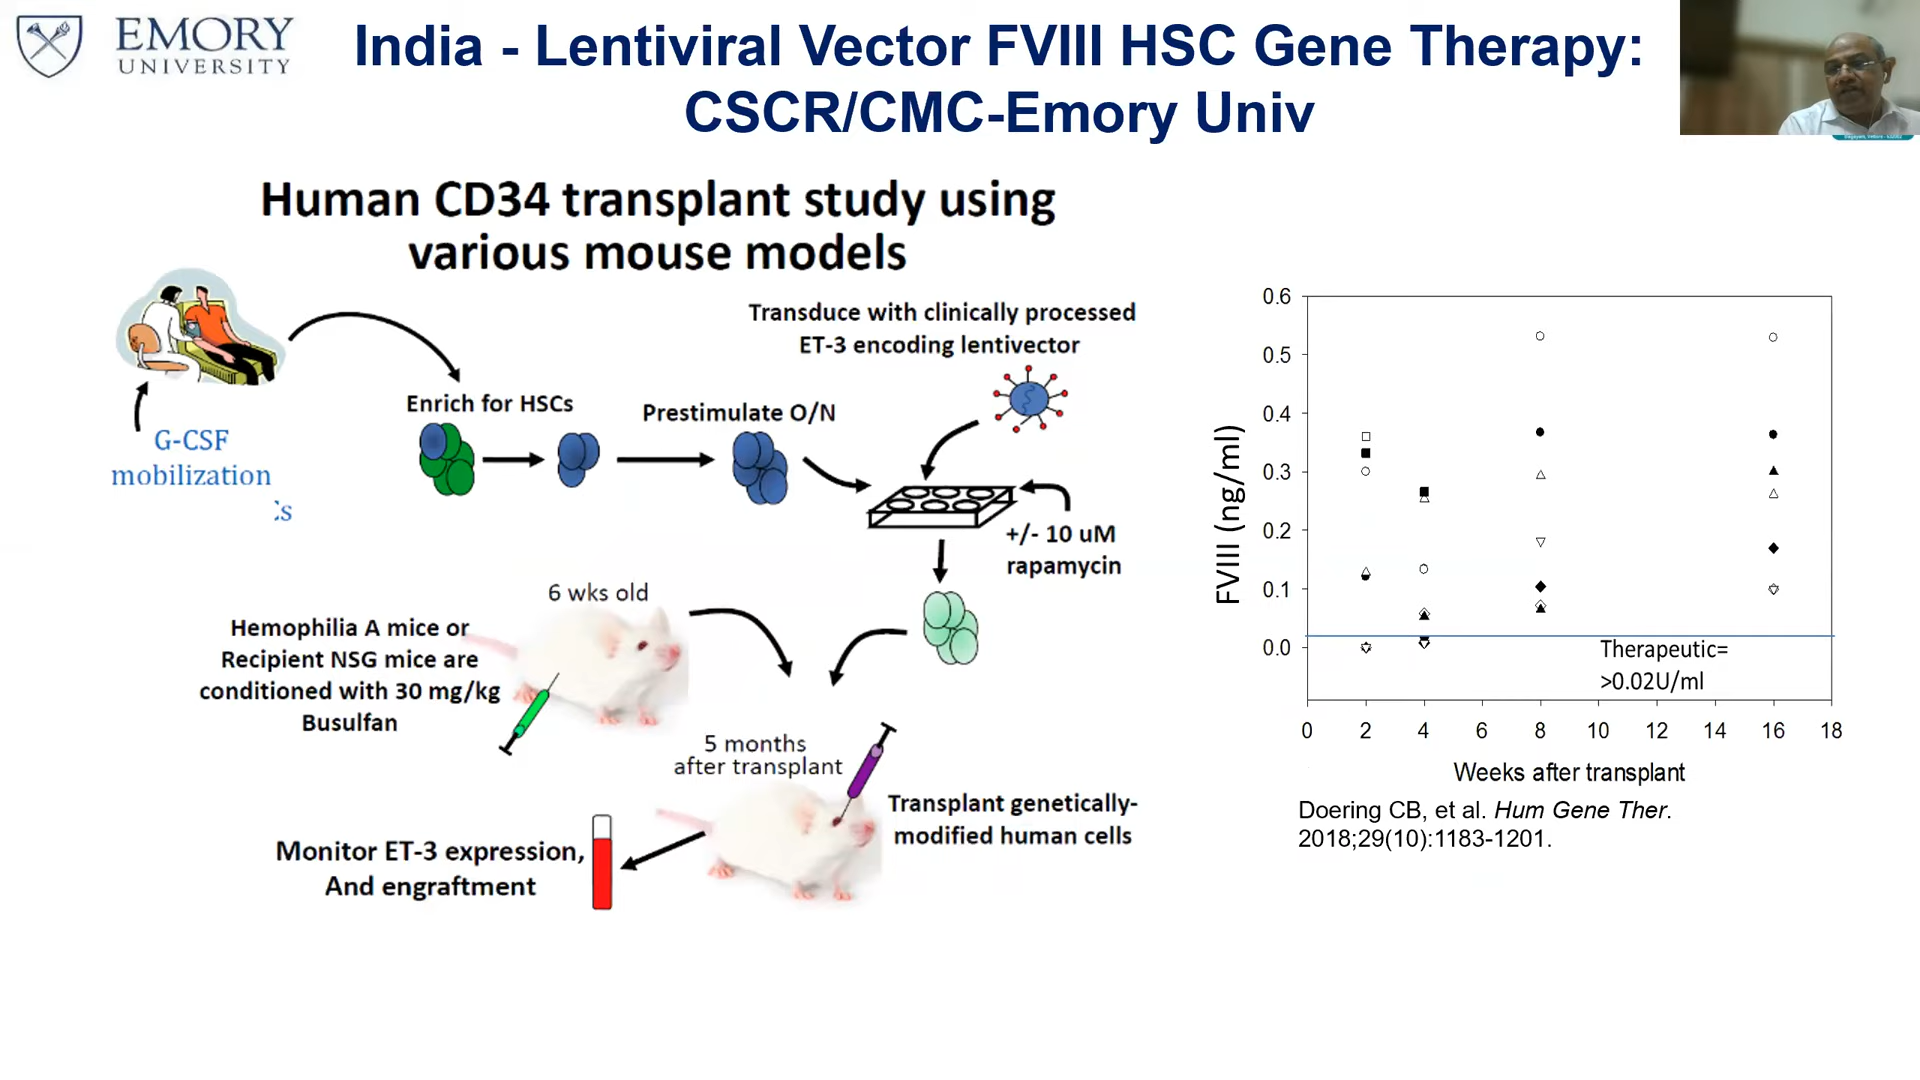 EMORY
UNIVERSITY
India - Lentiviral Vector FVIII HSC Gene Therapy:
CSCR/CMC-Emory Univ
Human CD34 transplant study using
various mouse models
G-CSF
mobilization
Enrich for HSCs
Prestimulate O/N
Transduce with clinically processed
ET-3 encoding lentivector
+/- 10 uM
rapamycin
6 wks old
Hemophilia A mice or
Recipient NSG mice are
conditioned with 30 mg/kg
Busulfan
5 months
after transplant
Transplant genetically-
modified human cells
Monitor ET-3 expression,
And engraftment
FVIII (ng/ml)
0.6
0.5
0.4
0.3
0.2
0.1
0.0
Therapeutic=
>0.02U/ml
0 2 4 6 8 10 12 14 16 18
Weeks after transplant
Doering CB, et al. Hum Gene Ther.
2018;29(10):1183-1201.